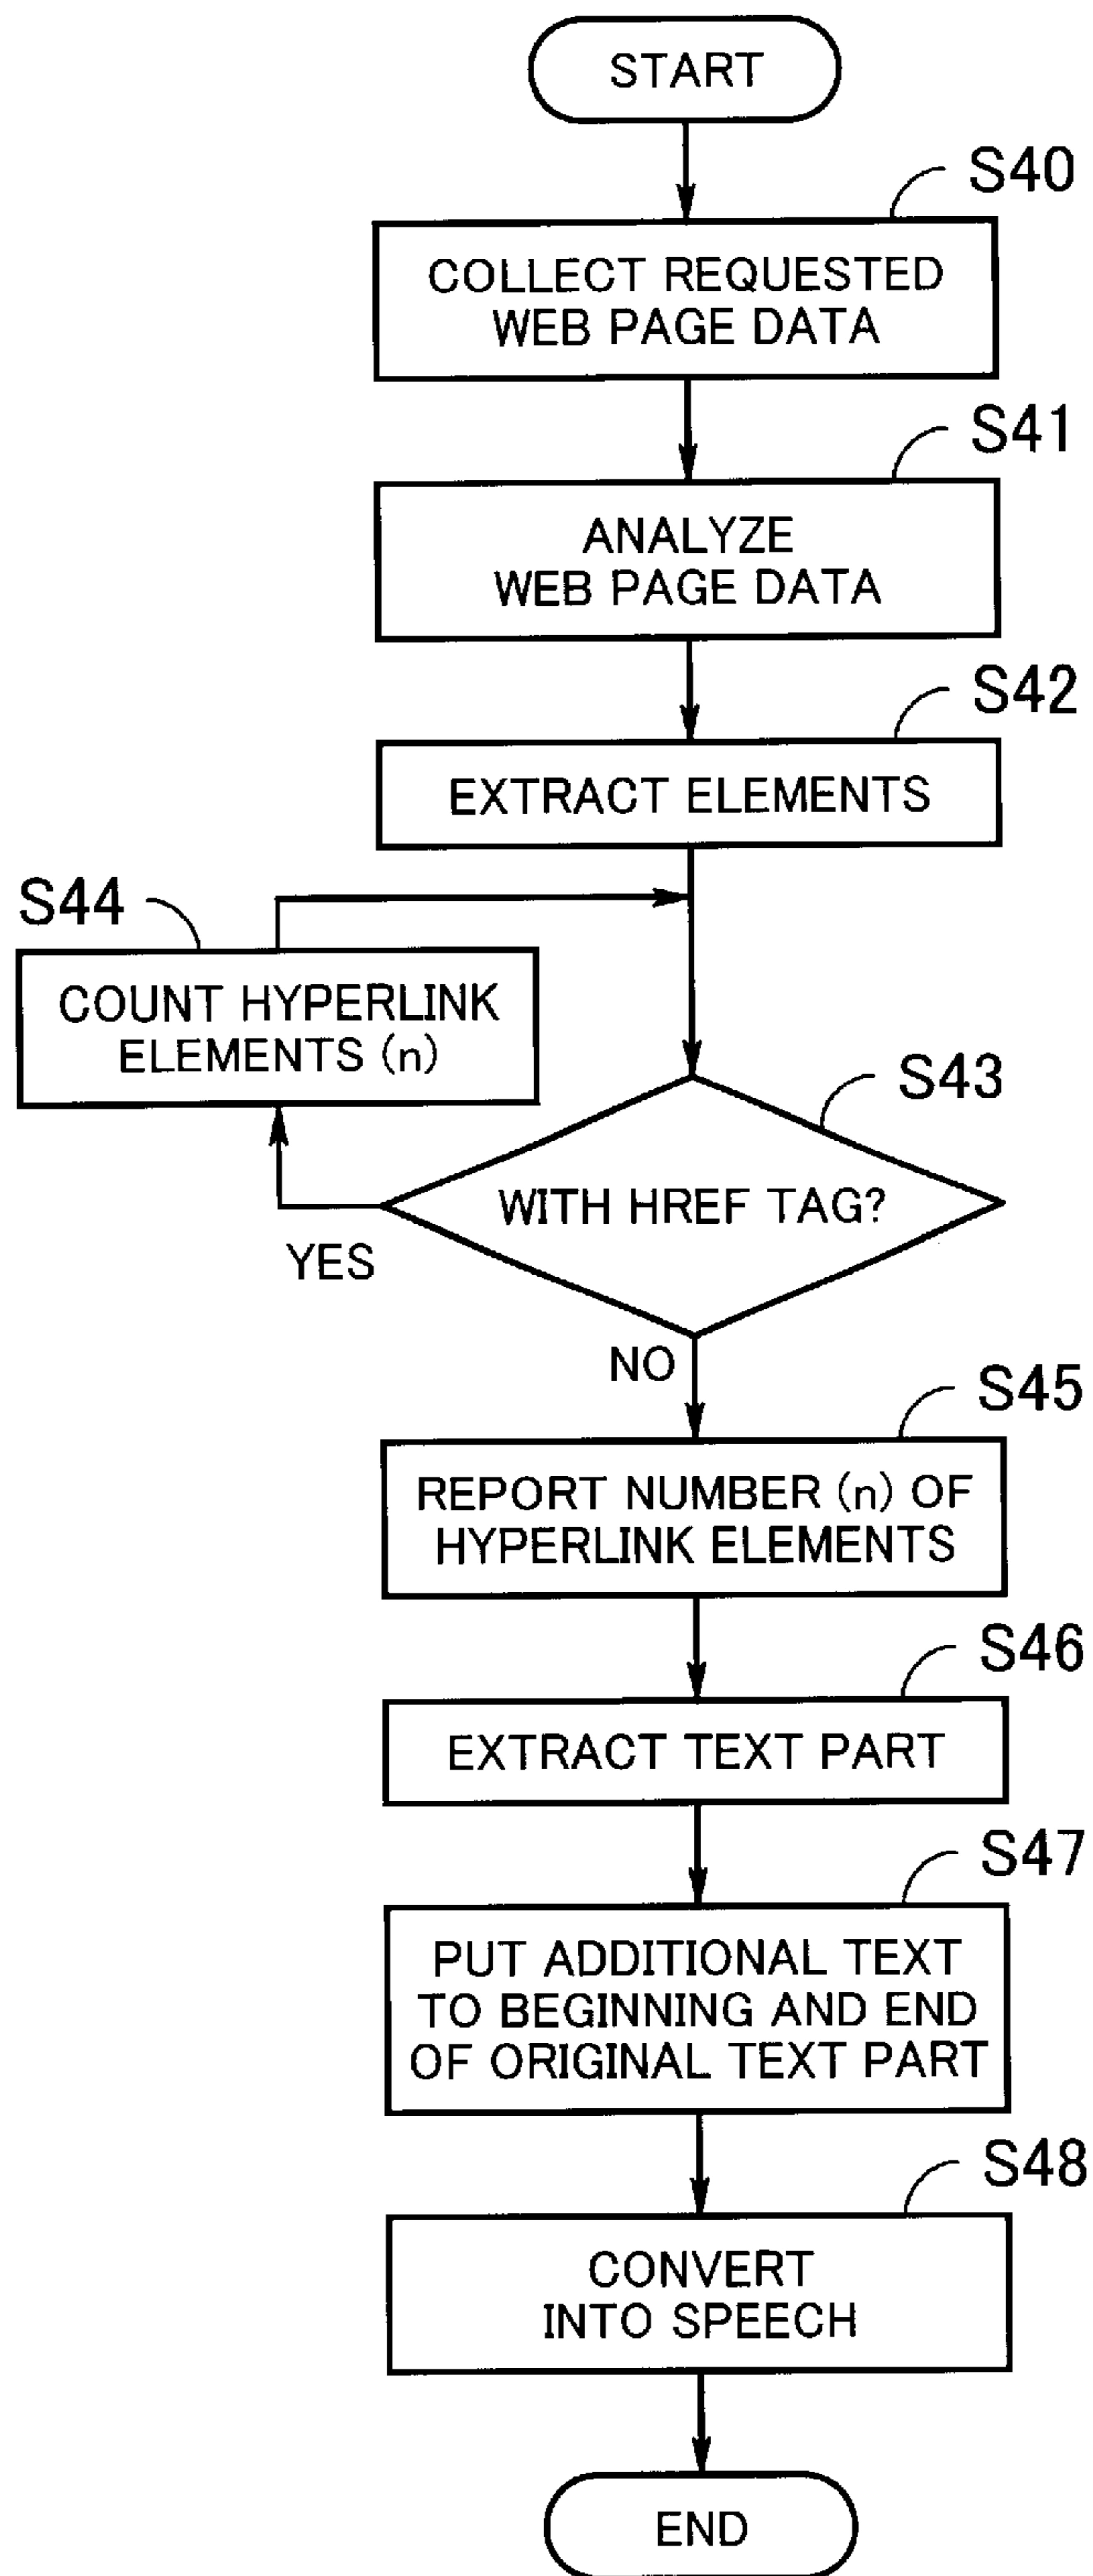 START
S40
COLLECT REQUESTED
WEB PAGE DATA
S41
ANALYZE
WEB PAGE DATA
S42
EXTRACT ELEMENTS
S44
COUNT HYPERLINK
ELEMENTS (n)
S43
WITH HREF TAG?
YES
NO
S45
REPORT NUMBER (n) OF
HYPERLINK ELEMENTS
S46
EXTRACT TEXT PART
S47
PUT ADDITIONAL TEXT
TO BEGINNING AND END
OF ORIGINAL TEXT PART
S48
CONVERT
INTO SPEECH
END